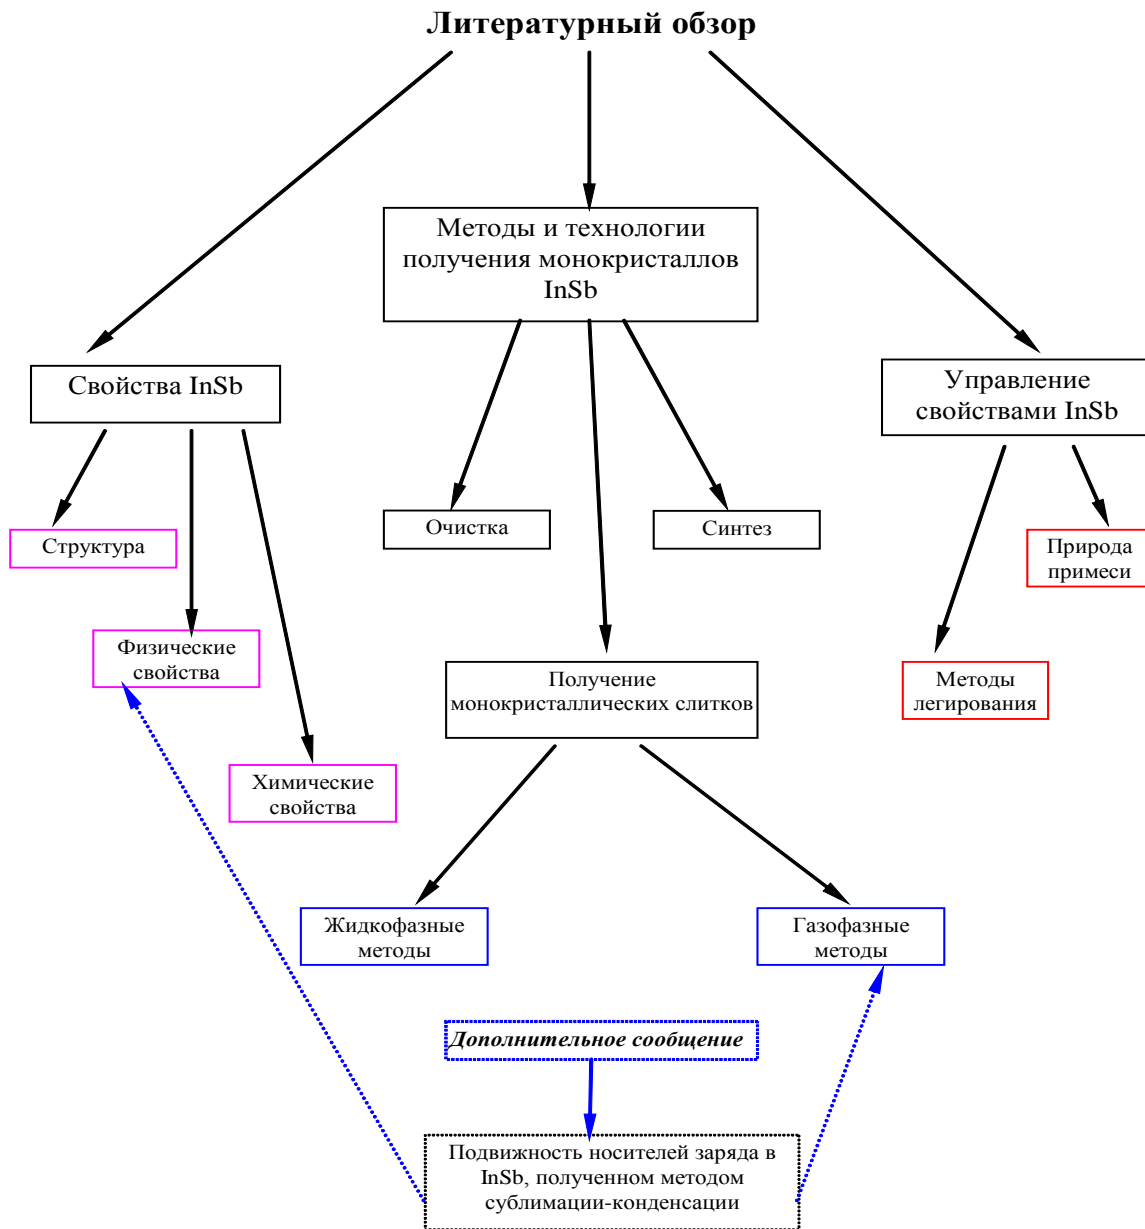 Литературный обзор
Методы и технологии
получения монокристаллов
InSb
Свойства InSb
Управление
свойствами InSb
Структура
Очистка
Синтез
Природа
примеси
Физические
свойства
Получение
монокристаллических слитков
Методы
легирования
Химические
свойства
Жидкофазные
методы
Газофазные
методы
Дополнительное сообщение
Подвижность носителей заряда в
InSb, полученном методом
сублимации-конденсации